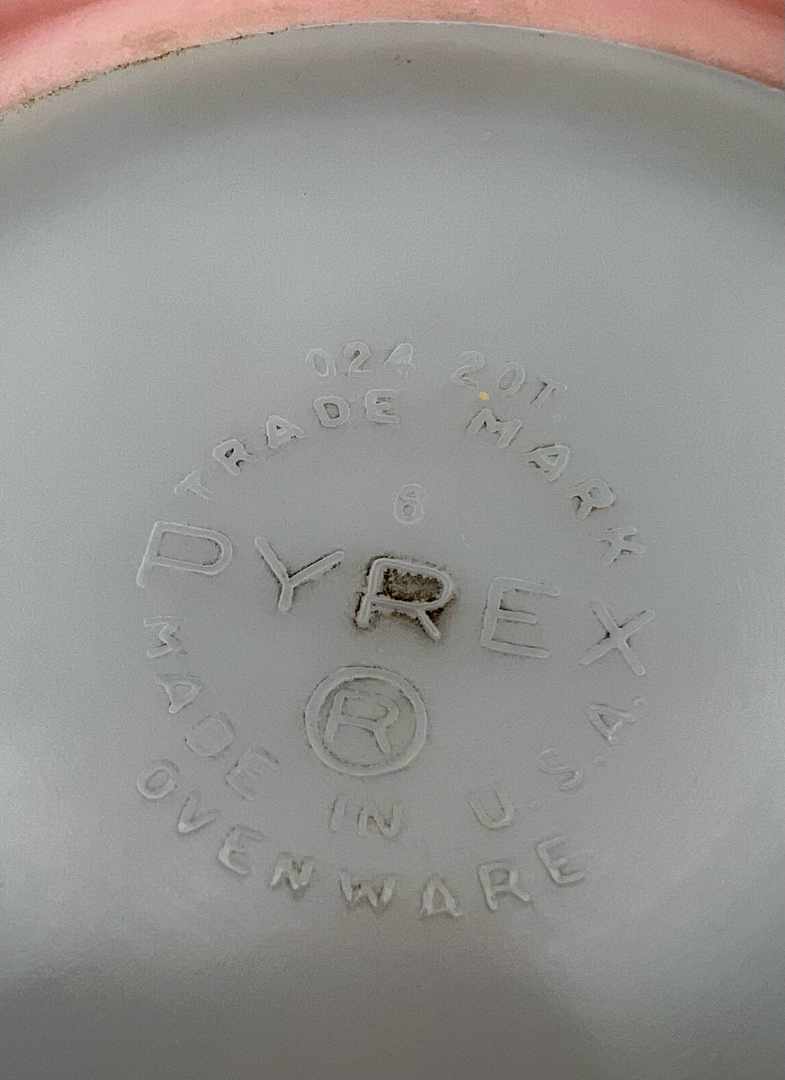 024 2QT.
TRADE MARK
6
PYREX
®
MADE IN U.S.A.
OVENWARE